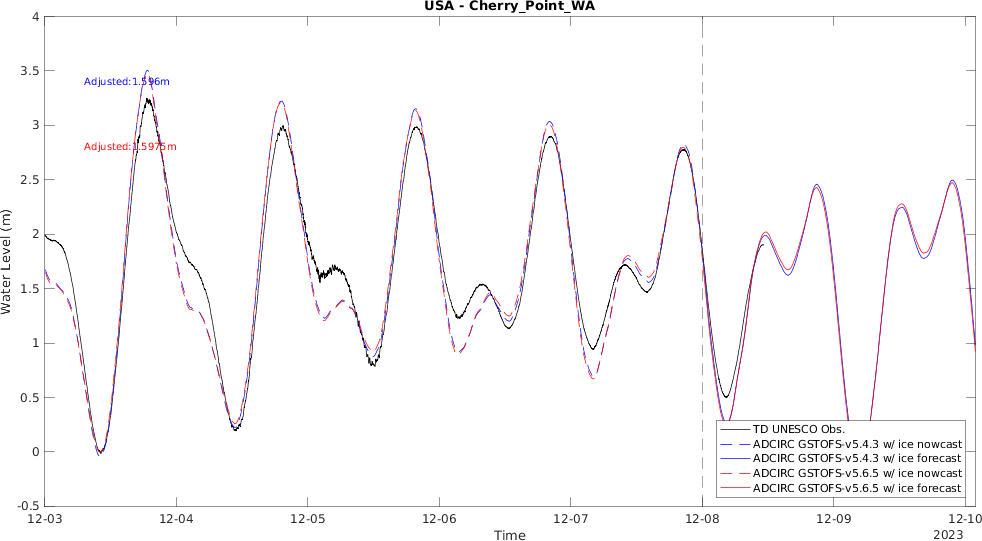 USA - Cherry_Point_WA
4
3.5
3
2.5
2
1.5
1
0.5
0
-0.5
Water Level (m)
Adjusted:1.596m
Adjusted:1.5975m
TD UNESCO Obs.
ADCIRC GSTOFS-v5.4.3 w/ ice nowcast
ADCIRC GSTOFS-v5.4.3 w/ ice forecast
ADCIRC GSTOFS-v5.6.5 w/ ice nowcast
ADCIRC GSTOFS-v5.6.5 w/ ice forecast
12-03 12-04 12-05 12-06 12-07 12-08 12-09 12-10
Time
2023